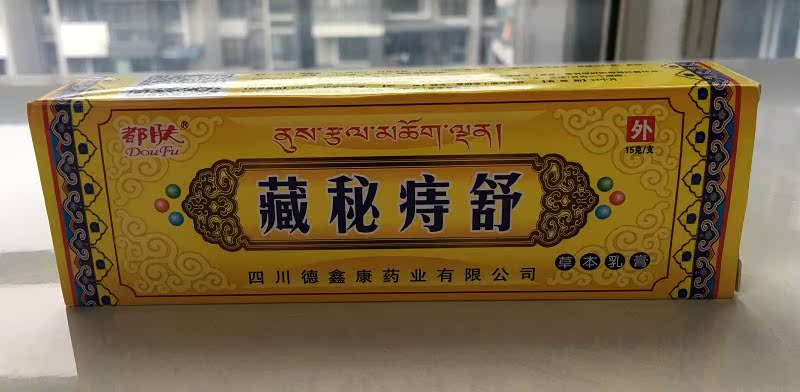 都肤®
DouFu
ནུས་རྩྭལ་མཆོག་ལྡན།
外
15克/支
藏秘痔舒
四川德鑫康药业有限公司
草本乳膏